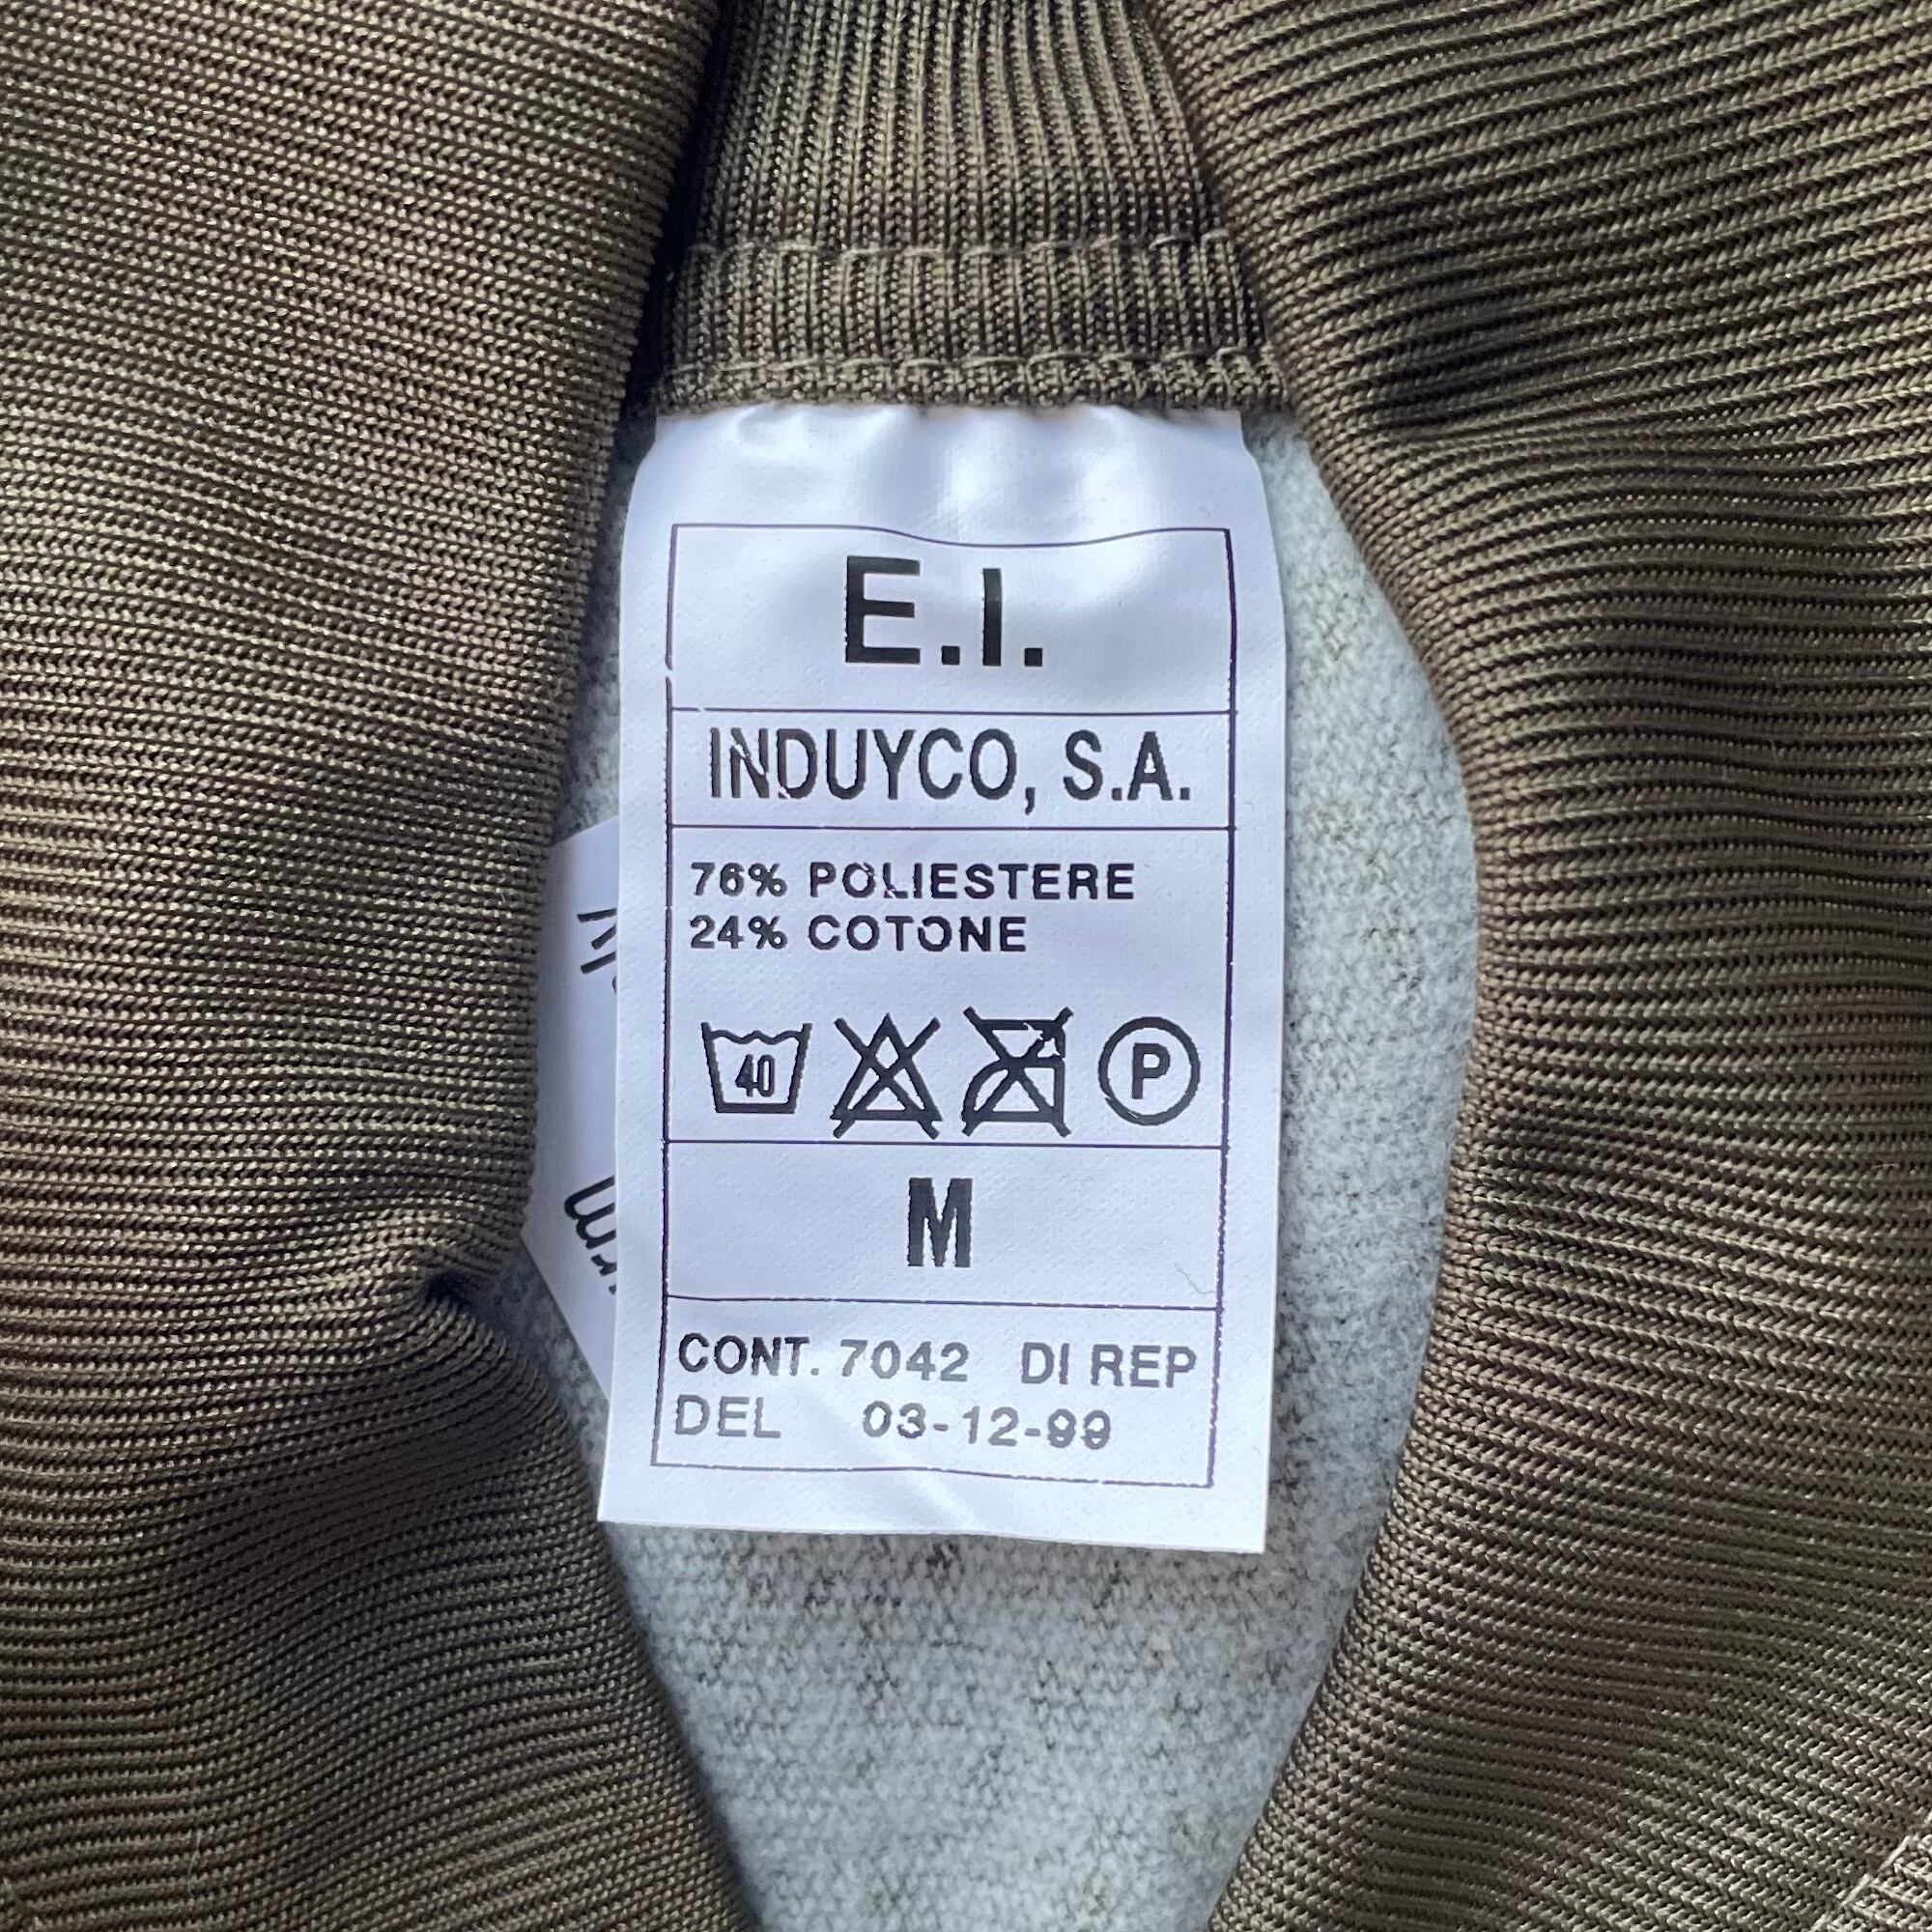 E.I.
INDUYCO, S.A.
76% POLIESTERE
24% COTONE
40
P
M
CONT. 7042 DI REP
DEL 03-12-99